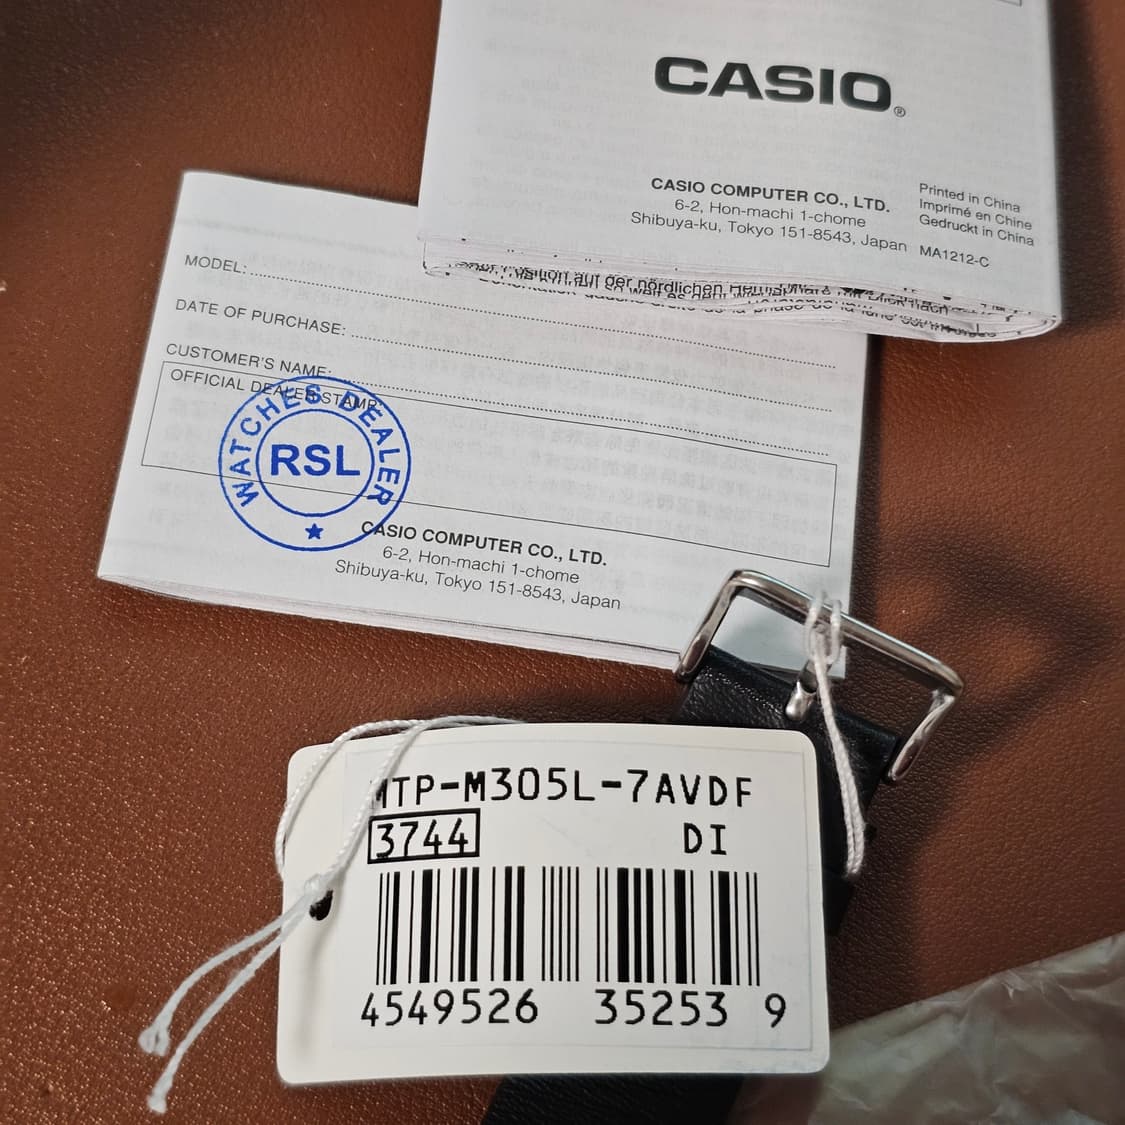 CASIO®
CASIO COMPUTER CO., LTD.
6-2, Hon-machi 1-chome
Shibuya-ku, Tokyo 151-8543, Japan
Printed in China
Imprimé en Chine
Gedruckt in China
MA1212-C
MODEL:
DATE OF PURCHASE:
CUSTOMER'S NAME:
OFFICIAL DEALER STAMP:
WATCHES DEALER
RSL
CASIO COMPUTER CO., LTD.
6-2, Hon-machi 1-chome
Shibuya-ku, Tokyo 151-8543, Japan
MTP-M305L-7AVDF
3744 DI
4549526 35253 9